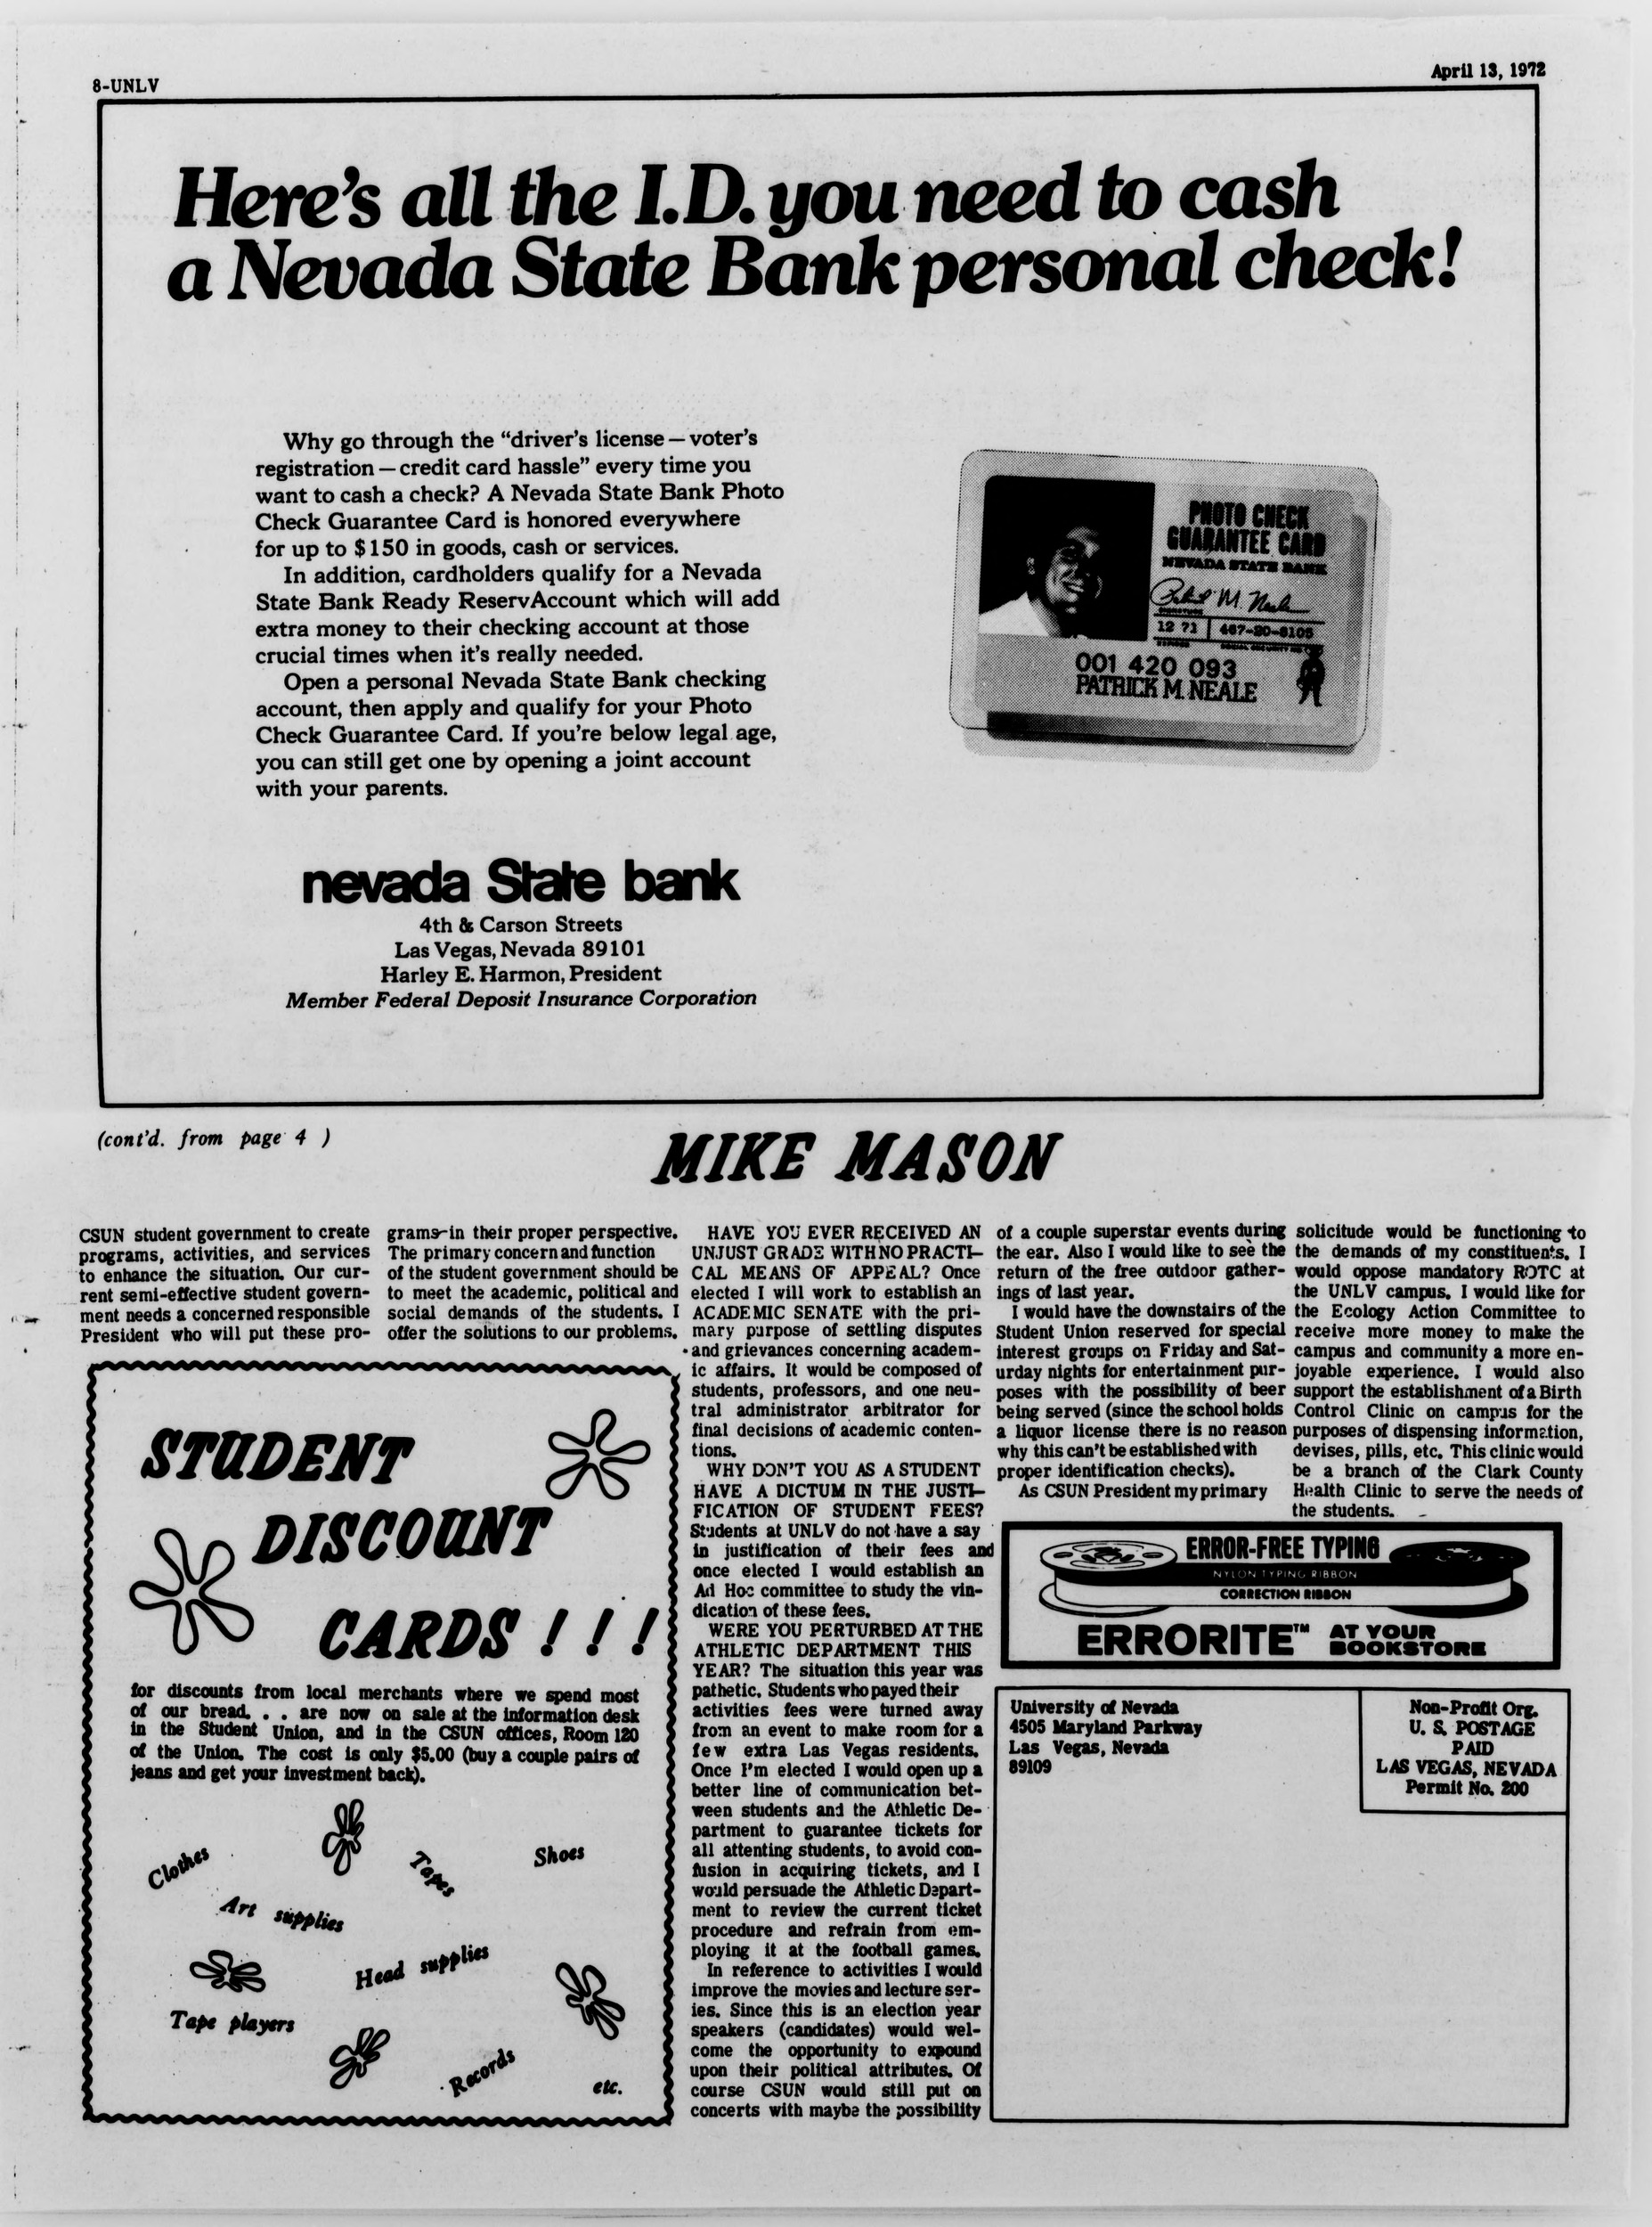 8-UNLV
April 13, 1972
Here's all the I.D. you need to cash
a Nevada State Bank personal check!
Why go through the “driver's license — voter's
registration — credit card hassle” every time you
want to cash a check? A Nevada State Bank Photo
Check Guarantee Card is honored everywhere
for up to $150 in goods, cash or services.
In addition, cardholders qualify for a Nevada
State Bank Ready ReservAccount which will add
extra money to their checking account at those
crucial times when it's really needed.
Open a personal Nevada State Bank checking
account, then apply and qualify for your Photo
Check Guarantee Card. If you're below legal age,
you can still get one by opening a joint account
with your parents.
PHOTO CHECK
GUARANTEE CARD
NEVADA STATE BANK
M. Neale
SIGNATURE
12 71
467-20-6105
001 420 093
PATRICK M. NEALE
nevada State bank
4th & Carson Streets
Las Vegas, Nevada 89101
Harley E. Harmon, President
Member Federal Deposit Insurance Corporation
(cont'd. from page 4 )
MIKE MASON
CSUN student government to create
programs, activities, and services
to enhance the situation. Our cur-
rent semi-effective student govern-
ment needs a concerned responsible
President who will put these pro-
grams-in their proper perspective.
The primary concern and function
of the student government should be
to meet the academic, political and
social demands of the students. I
offer the solutions to our problems.
HAVE YOU EVER RECEIVED AN
UNJUST GRADE WITH NO PRACTI-
CAL MEANS OF APPEAL? Once
elected I will work to establish an
ACADEMIC SENATE with the pri-
mary purpose of settling disputes
and grievances concerning academ-
ic affairs. It would be composed of
students, professors, and one neu-
tral administrator arbitrator for
final decisions of academic conten-
tions.
WHY DON'T YOU AS A STUDENT
HAVE A DICTUM IN THE JUSTI-
FICATION OF STUDENT FEES?
Students at UNLV do not have a say
in justification of their fees and
once elected I would establish an
Ad Hoc committee to study the vin-
dication of these fees.
WERE YOU PERTURBED AT THE
ATHLETIC DEPARTMENT THIS
YEAR? The situation this year was
pathetic. Students who payed their
activities fees were turned away
from an event to make room for a
few extra Las Vegas residents.
Once I'm elected I would open up a
better line of communication bet-
ween students and the Athletic De-
partment to guarantee tickets for
all attenting students, to avoid con-
fusion in acquiring tickets, and I
would persuade the Athletic Depart-
ment to review the current ticket
procedure and refrain from em-
ploying it at the football games.
In reference to activities I would
improve the movies and lecture ser-
ies. Since this is an election year
speakers (candidates) would wel-
come the opportunity to expound
upon their political attributes. Of
course CSUN would still put on
concerts with maybe the possibility
of a couple superstar events during
the ear. Also I would like to see the
return of the free outdoor gather-
ings of last year.
I would have the downstairs of the
Student Union reserved for special
interest groups on Friday and Sat-
urday nights for entertainment pur-
poses with the possibility of beer
being served (since the school holds
a liquor license there is no reason
why this can't be established with
proper identification checks).
As CSUN President my primary
solicitude would be functioning to
the demands of my constituents. I
would oppose mandatory ROTC at
the UNLV campus. I would like for
the Ecology Action Committee to
receive more money to make the
campus and community a more en-
joyable experience. I would also
support the establishment of a Birth
Control Clinic on campus for the
purposes of dispensing information,
devises, pills, etc. This clinic would
be a branch of the Clark County
Health Clinic to serve the needs of
the students.
STUDENT
DISCOUNT
CARDS ! ! !
for discounts from local merchants where we spend most
of our bread. . . are now on sale at the information desk
in the Student Union, and in the CSUN offices, Room 120
of the Union. The cost is only $5.00 (buy a couple pairs of
jeans and get your investment back).
Clothes
Tapes
Shoes
Art supplies
Head supplies
Tape players
Records
etc.
ERROR-FREE TYPING
NYLON TYPING RIBBON
CORRECTION RIBBON
ERRORITE™ AT YOUR
BOOKSTORE
University of Nevada
4505 Maryland Parkway
Las Vegas, Nevada
89109
Non-Profit Org.
U. S. POSTAGE
PAID
LAS VEGAS, NEVADA
Permit No. 200